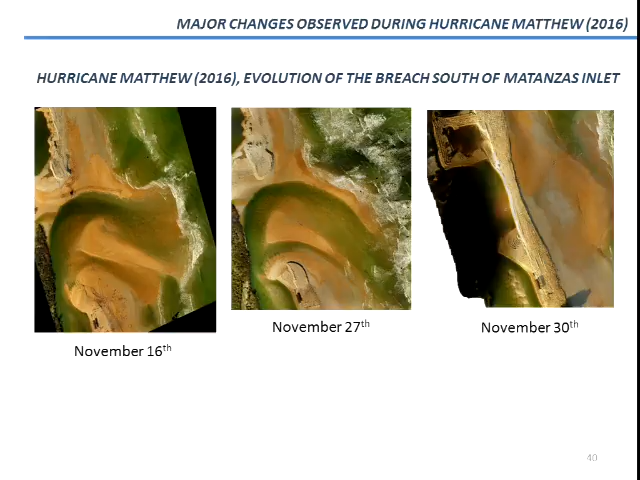 MAJOR CHANGES OBSERVED DURING HURRICANE MATTHEW (2016)
HURRICANE MATTHEW (2016), EVOLUTION OF THE BREACH SOUTH OF MATANZAS INLET
November 16th
November 27th
November 30th
40